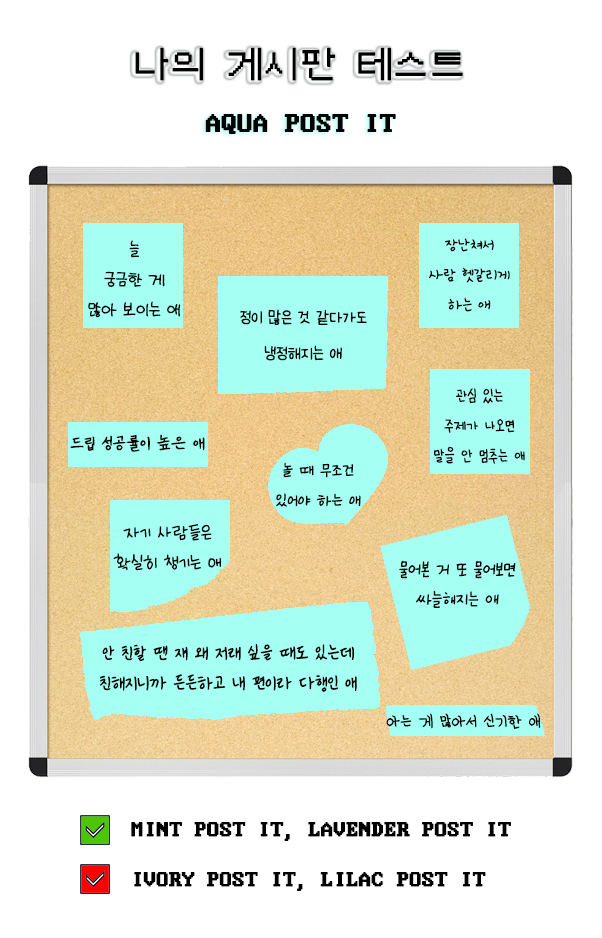 나의 게시판 테스트
AQUA POST IT
늘
궁금한 게
많아 보이는 애
장난쳐서
사람 헷갈리게
하는 애
정이 많은 것 같다가도
냉정해지는 애
관심 있는
주제가 나오면
말을 안 멈추는 애
드립 성공률이 높은 애
놀 때 무조건
있어야 하는 애
자기 사람들은
확실히 챙기는 애
물어본 거 또 물어보면
싸늘해지는 애
안 친할 땐 쟤 왜 저래 싶을 때도 있는데
친해지니까 든든하고 내 편이라 다행인 애
아는 게 많아서 신기한 애
MINT POST IT, LAVENDER POST IT
IVORY POST IT, LILAC POST IT